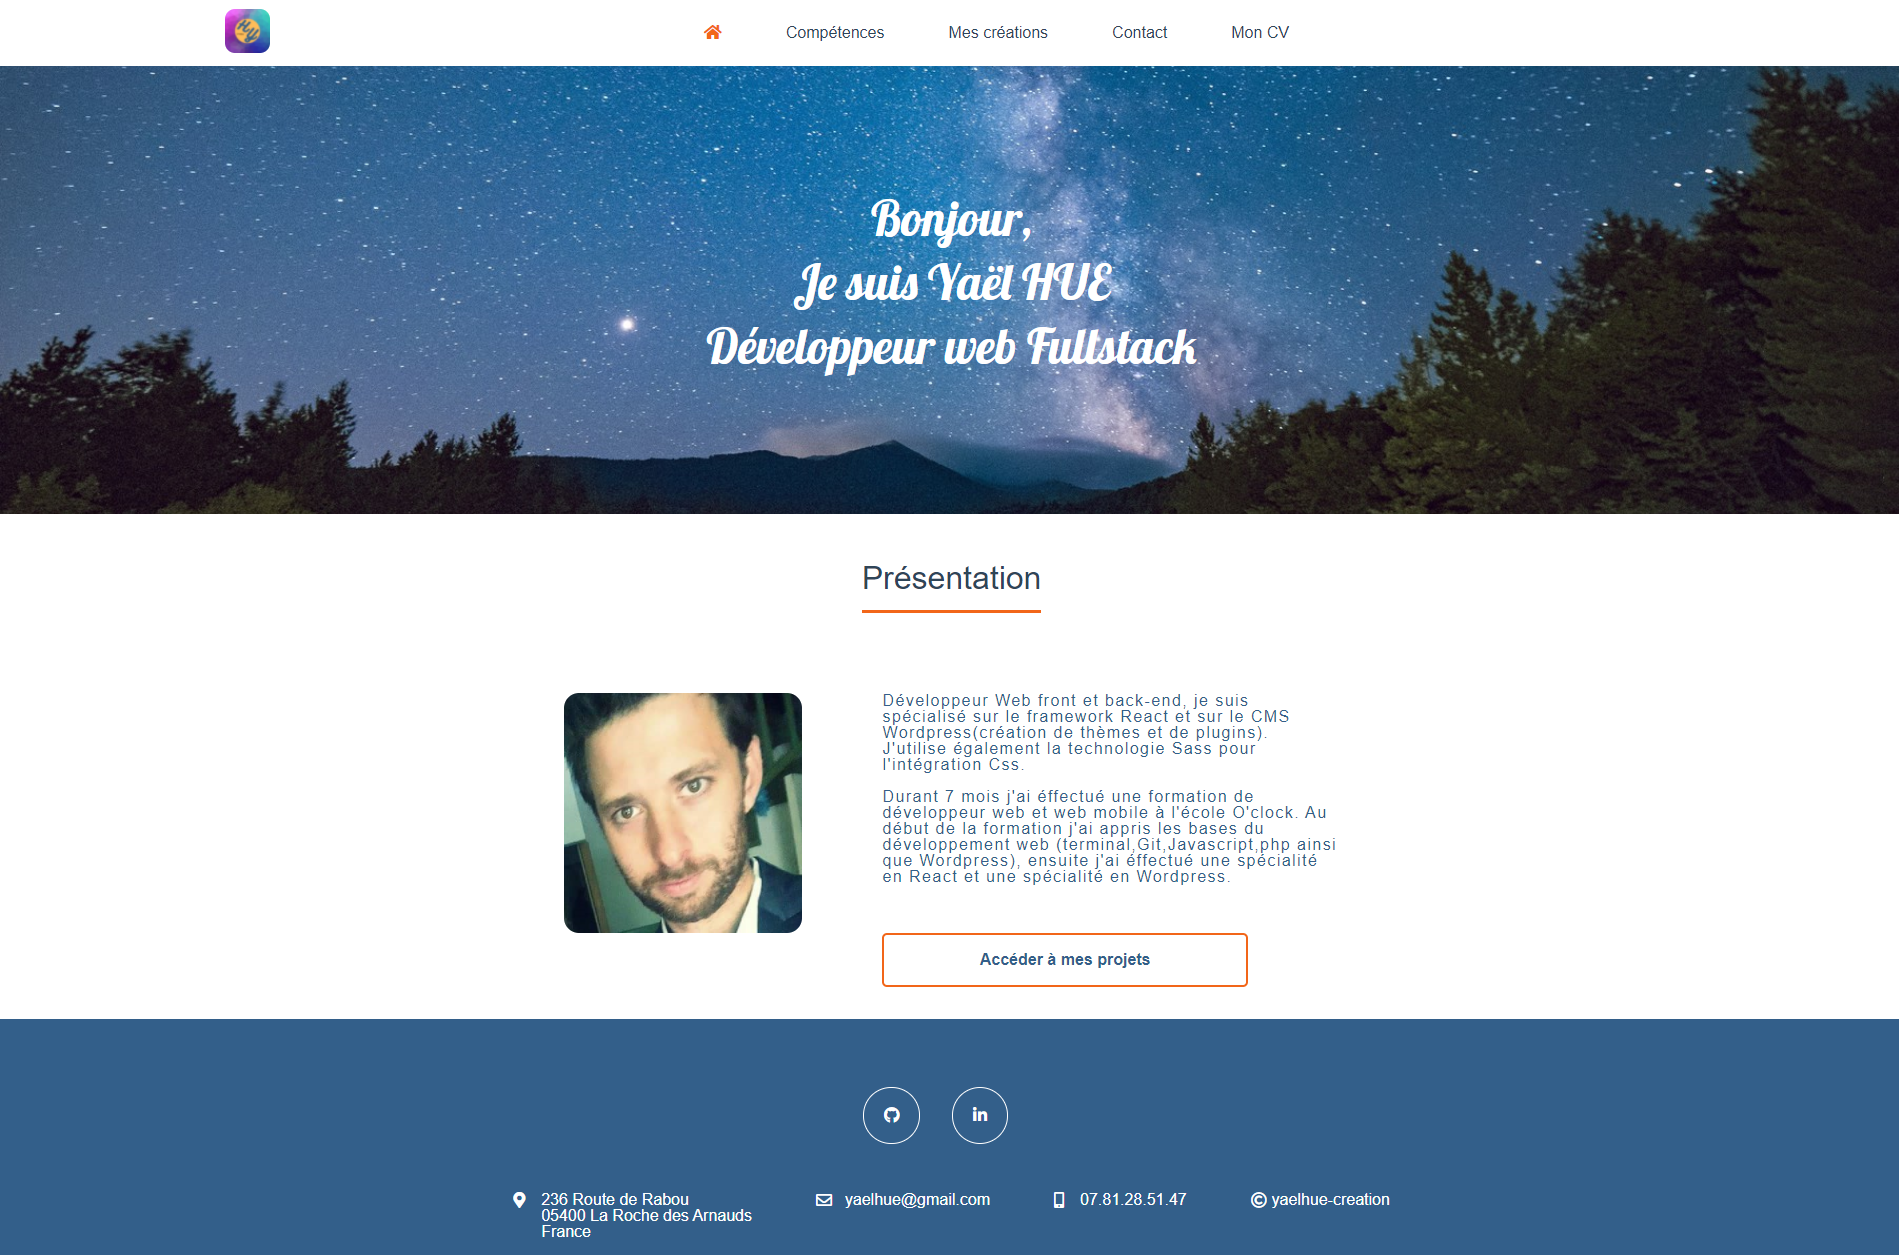 Compétences Mes créations Contact Mon CV
Bonjour,
Je suis Yaël HUE
Développeur web Fullstack
Présentation
Développeur Web front et back-end, je suis
spécialisé sur le framework React et sur le CMS
Wordpress(création de thèmes et de plugins).
J'utilise également la technologie Sass pour
l'intégration Css.
Durant 7 mois j'ai éffectué une formation de
développeur web et web mobile à l'école O'clock. Au
début de la formation j'ai appris les bases du
développement web (terminal,Git,Javascript,php ainsi
que Wordpress), ensuite j'ai éffectué une spécialité
en React et une spécialité en Wordpress.
Accéder à mes projets
in
236 Route de Rabou
05400 La Roche des Arnauds
France
yaelhue@gmail.com
07.81.28.51.47
© yaelhue-creation